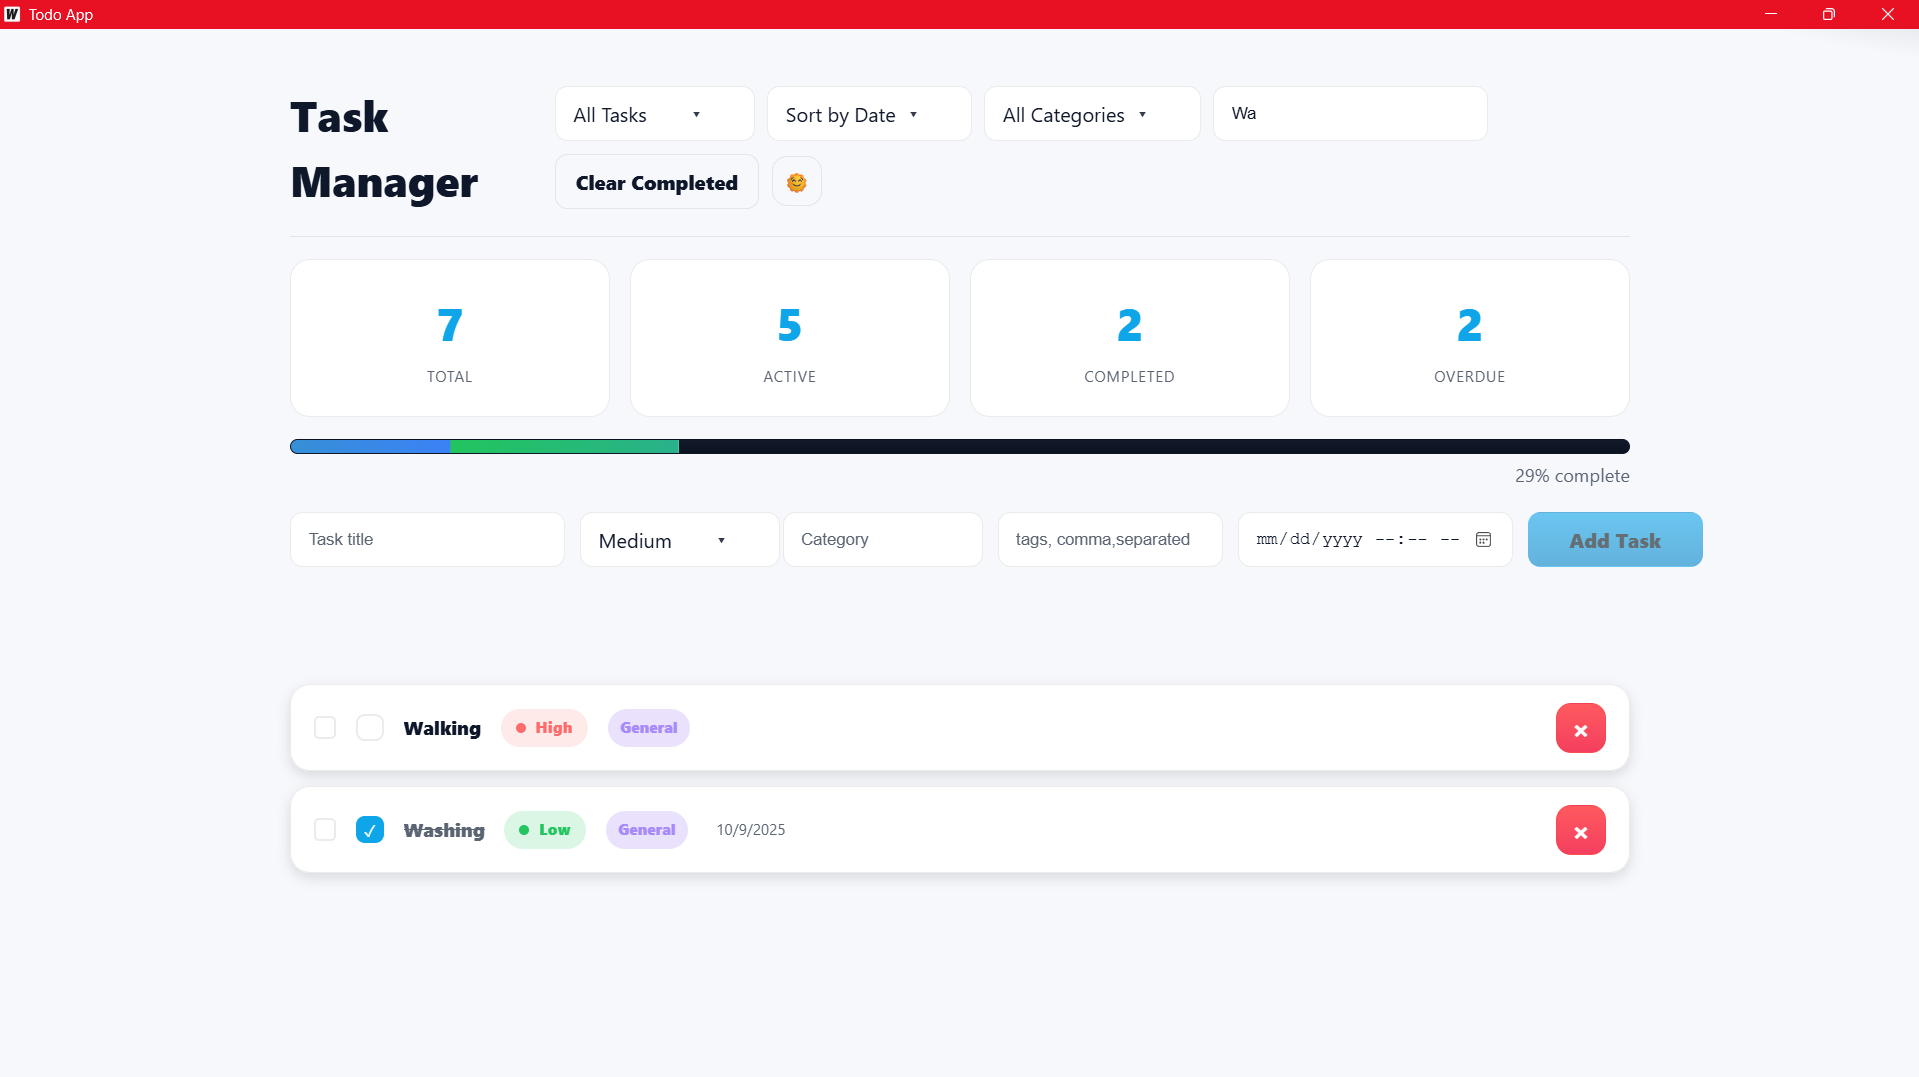 W Todo App
Task
Manager
All Tasks
Sort by Date
All Categories
Wa
Clear Completed
7
TOTAL
5
ACTIVE
2
COMPLETED
2
OVERDUE
29% complete
Task title
Medium
Category
tags, comma,separated
mm/dd/yyyy --:-- --
Add Task
Walking
High
General
Washing
Low
General
10/9/2025